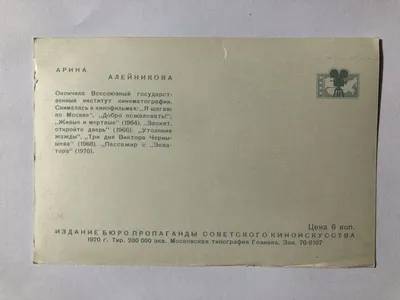 АРИНА
АЛЕЙНИКОВА
Окончила Всесоюзный государст-
венный институт кинематографии.
Снималась в кинофильмах: „Я шагаю
по Москве", „Добро пожаловать!",
„Живые и мертвые" (1964), „Звонят,
откройте дверь" (1966), „Утоление
жажды", „Три дня Виктора Черны-
шева" (1968), „Пассажир с „Эква-
тора" (1970).
Цена 6 коп.
ИЗДАНИЕ БЮРО ПРОПАГАНДЫ СОВЕТСКОГО КИНОИСКУССТВА
1970 г. Тир. 200 000 экз. Московская типография Гознака. Зак. 70-8107